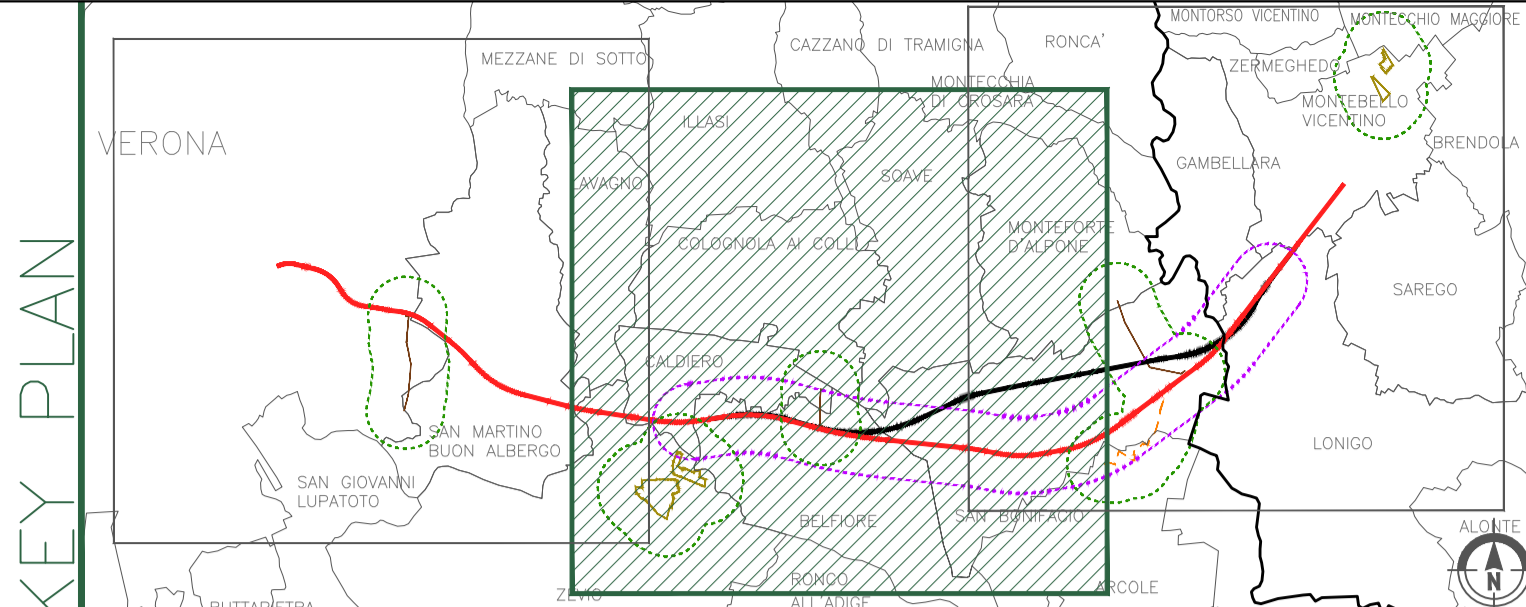 KEY PLAN
MONTORSO VICENTINO
MONTECCHIO MAGGIORE
CAZZANO DI TRAMIGNA
RONCA'
MEZZANE DI SOTTO
ZERMEGHEDO
MONTECCHIA
DI CROSARA
MONTEBELLO
VICENTINO
ILLASI
VERONA
BRENDOLA
GAMBELLARA
SOAVE
LAVAGNO
MONTEFORTE
D'ALPONE
COLOGNOLA AI COLLI
SAREGO
CALDIERO
SAN MARTINO
BUON ALBERGO
LONIGO
SAN GIOVANNI
LUPATOTO
BELFIORE
SAN BONIFACIO
ALONTE
N
RONCO
ALL'ADIGE
ARCOLE
ZEVIO
BUTTAPIETRA